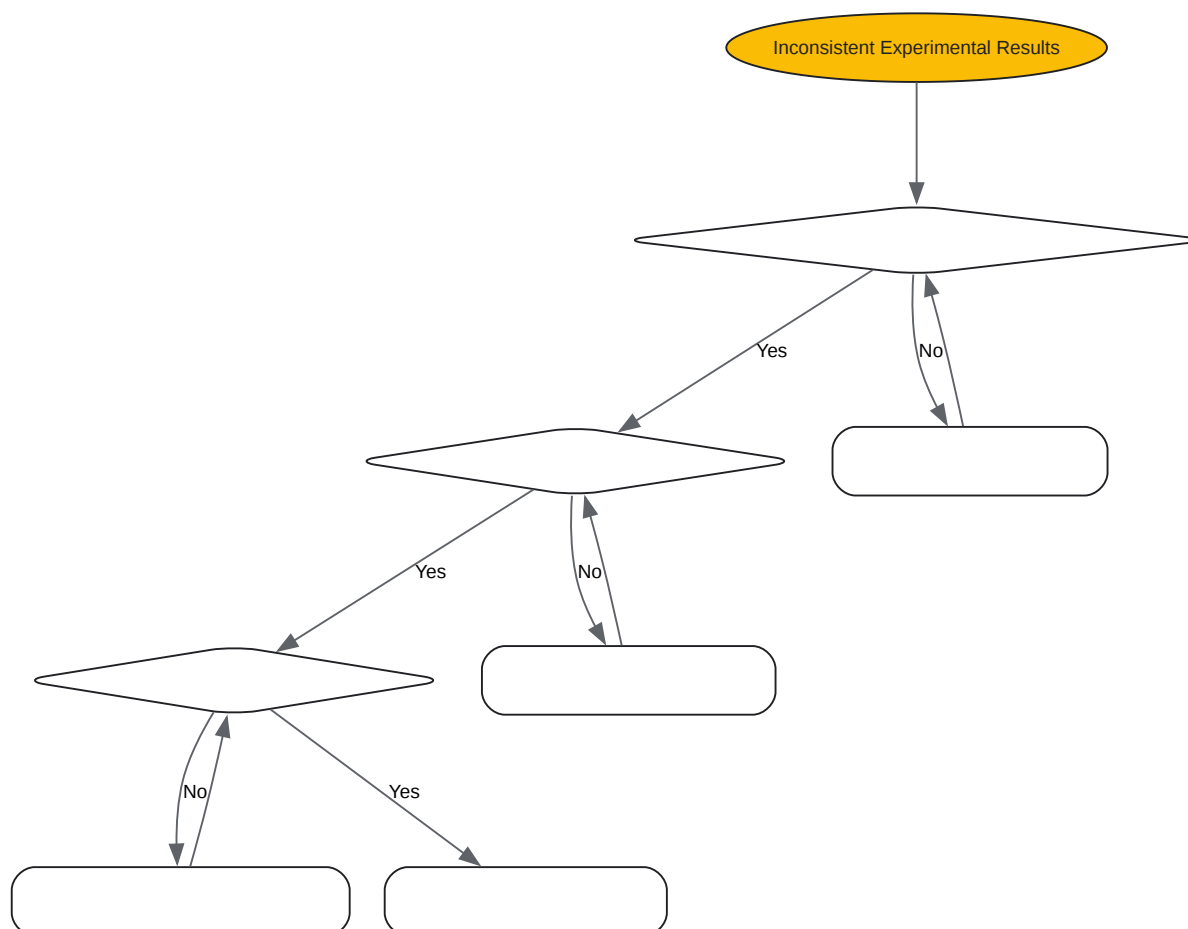 Inconsistent Experimental Results
Yes
No
Yes
No
No
Yes